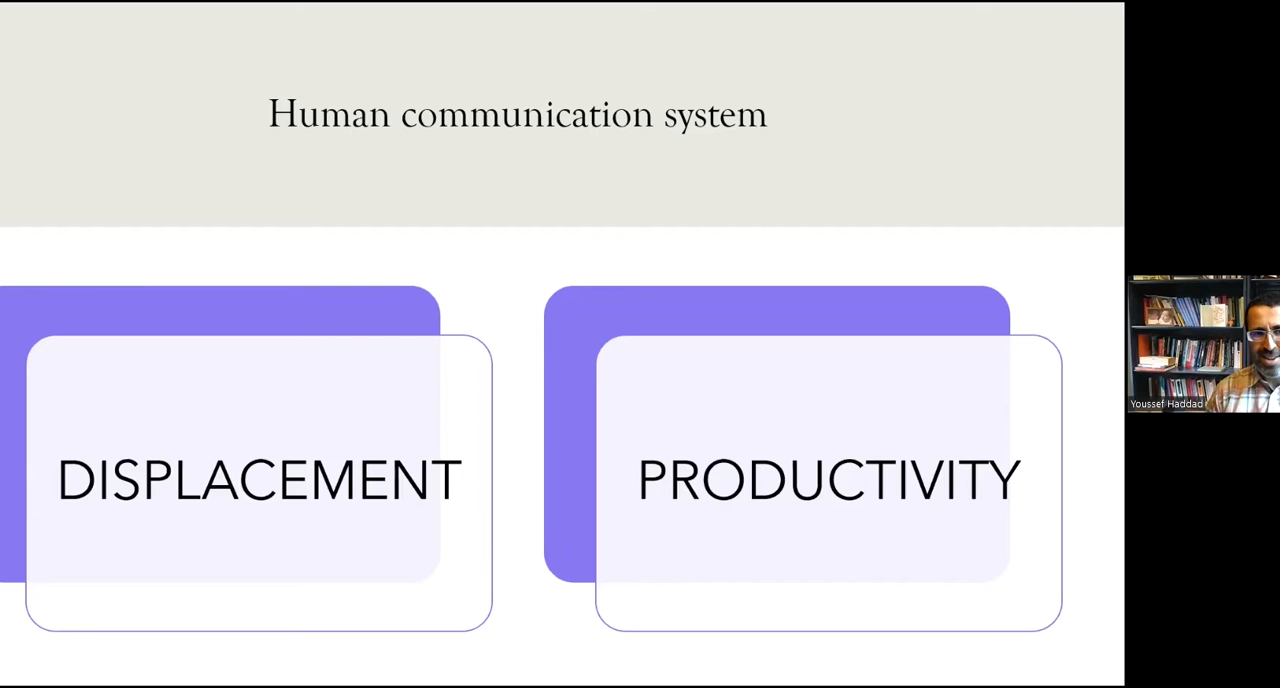 Human communication system
DISPLACEMENT
PRODUCTIVITY
Youssef Haddad